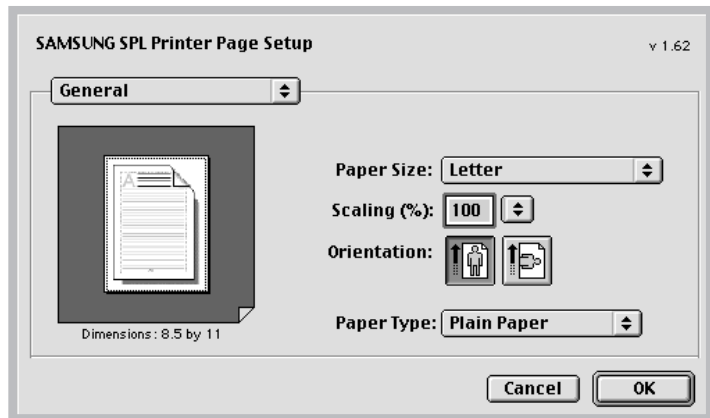 SAMSUNG SPL Printer Page Setup
v 1.62
General
A
Paper Size: Letter
Scaling (%): 100
Orientation:
Dimensions: 8.5 by 11
Paper Type: Plain Paper
Cancel
OK